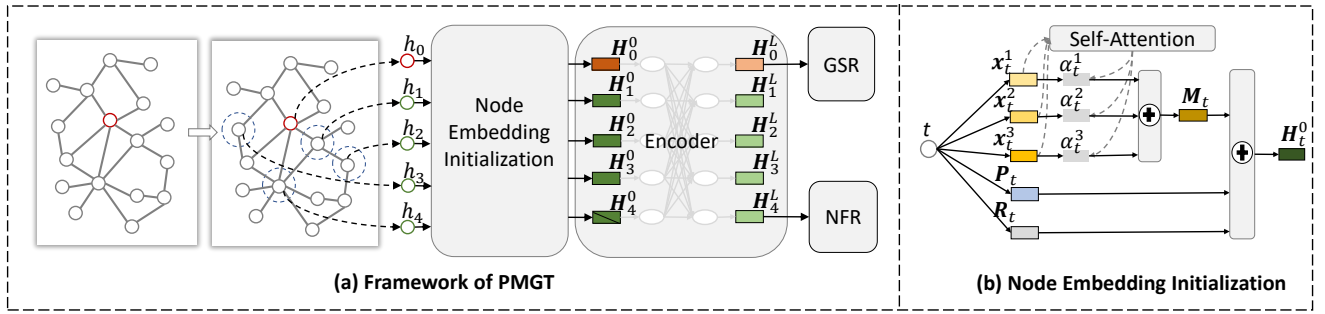 h₀
h₁
h₂
h₃
h₄
Node
Embedding
Initialization
H₀⁰
H₁⁰
H₂⁰
H₃⁰
H₄⁰
Encoder
H₀ᴸ
H₁ᴸ
H₂ᴸ
H₃ᴸ
H₄ᴸ
GSR
NFR
(a) Framework of PMGT
Self-Attention
t
xₜ¹
xₜ²
xₜ³
Pₜ
Rₜ
αₜ¹
αₜ²
αₜ³
Mₜ
Hₜ⁰
(b) Node Embedding Initialization